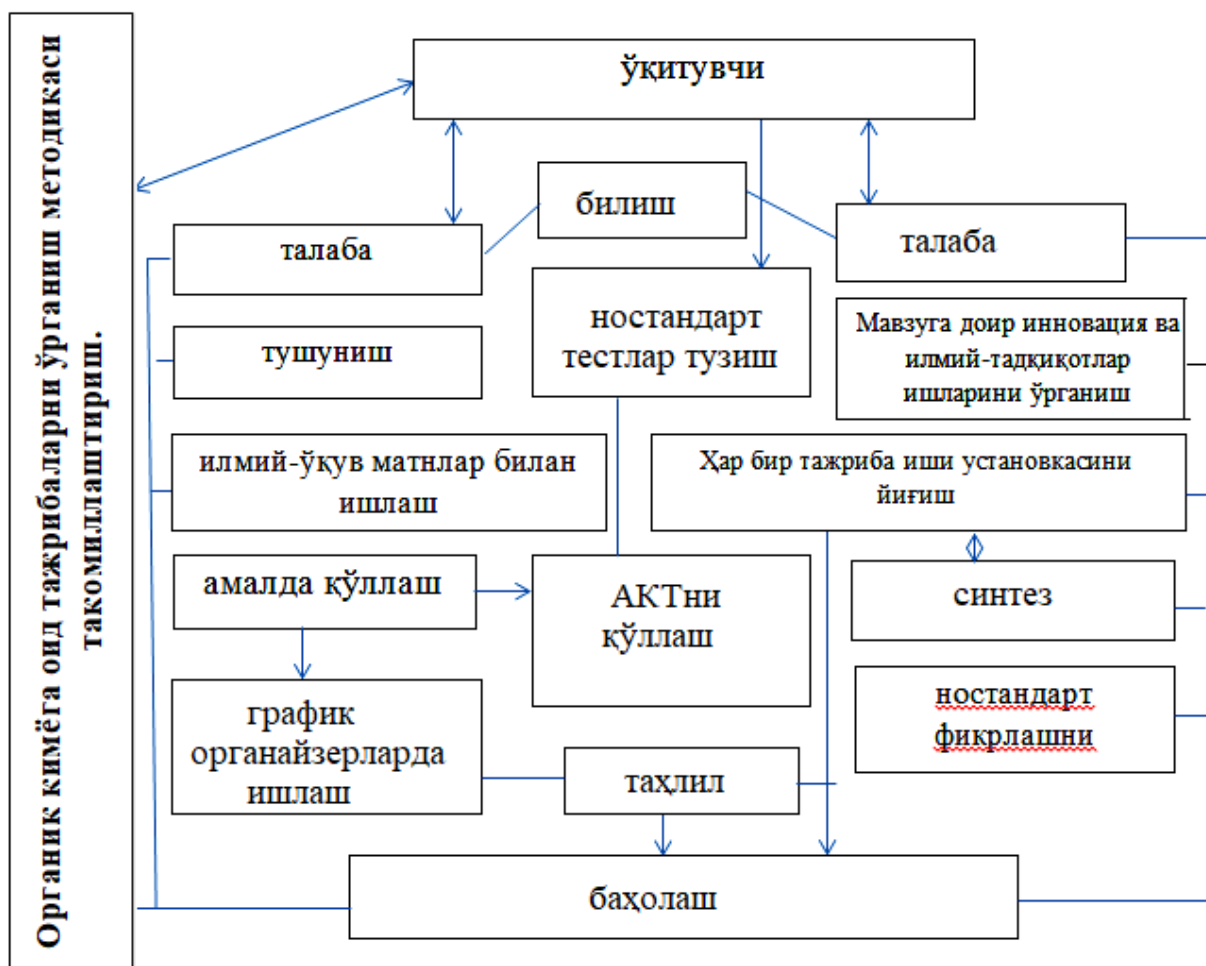 Органик кимёга оид тажрибаларни ўрганиш методикаси
такомиллаштириш.
ўқитувчи
билиш
талаба
талаба
ностандарт
тестлар тузиш
тушуниш
Мавзуга доир инновация ва
илмий-тадқиқотлар
ишларини ўрганиш
илмий-ўқув матнлар билан
ишлаш
Ҳар бир тажриба иши установкасини
йиғиш
амалда қўллаш
АКТни
қўллаш
синтез
график
органайзерларда
ишлаш
ностандарт
фикрлашни
таҳлил
баҳолаш